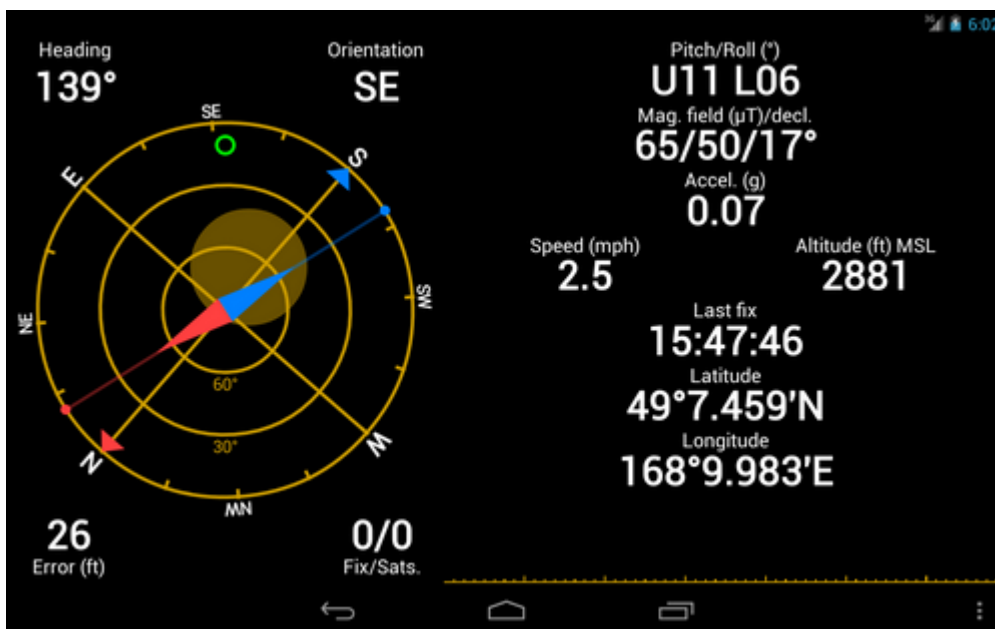 3G 6:02
Heading
139°
Orientation
SE
SE
E
S
NE
SW
60°
30°
N
W
NW
26
Error (ft)
0/0
Fix/Sats.
Pitch/Roll (°)
U11 L06
Mag. field (µT)/decl.
65/50/17°
Accel. (g)
0.07
Speed (mph)
2.5
Altitude (ft) MSL
2881
Last fix
15:47:46
Latitude
49°7.459'N
Longitude
168°9.983'E